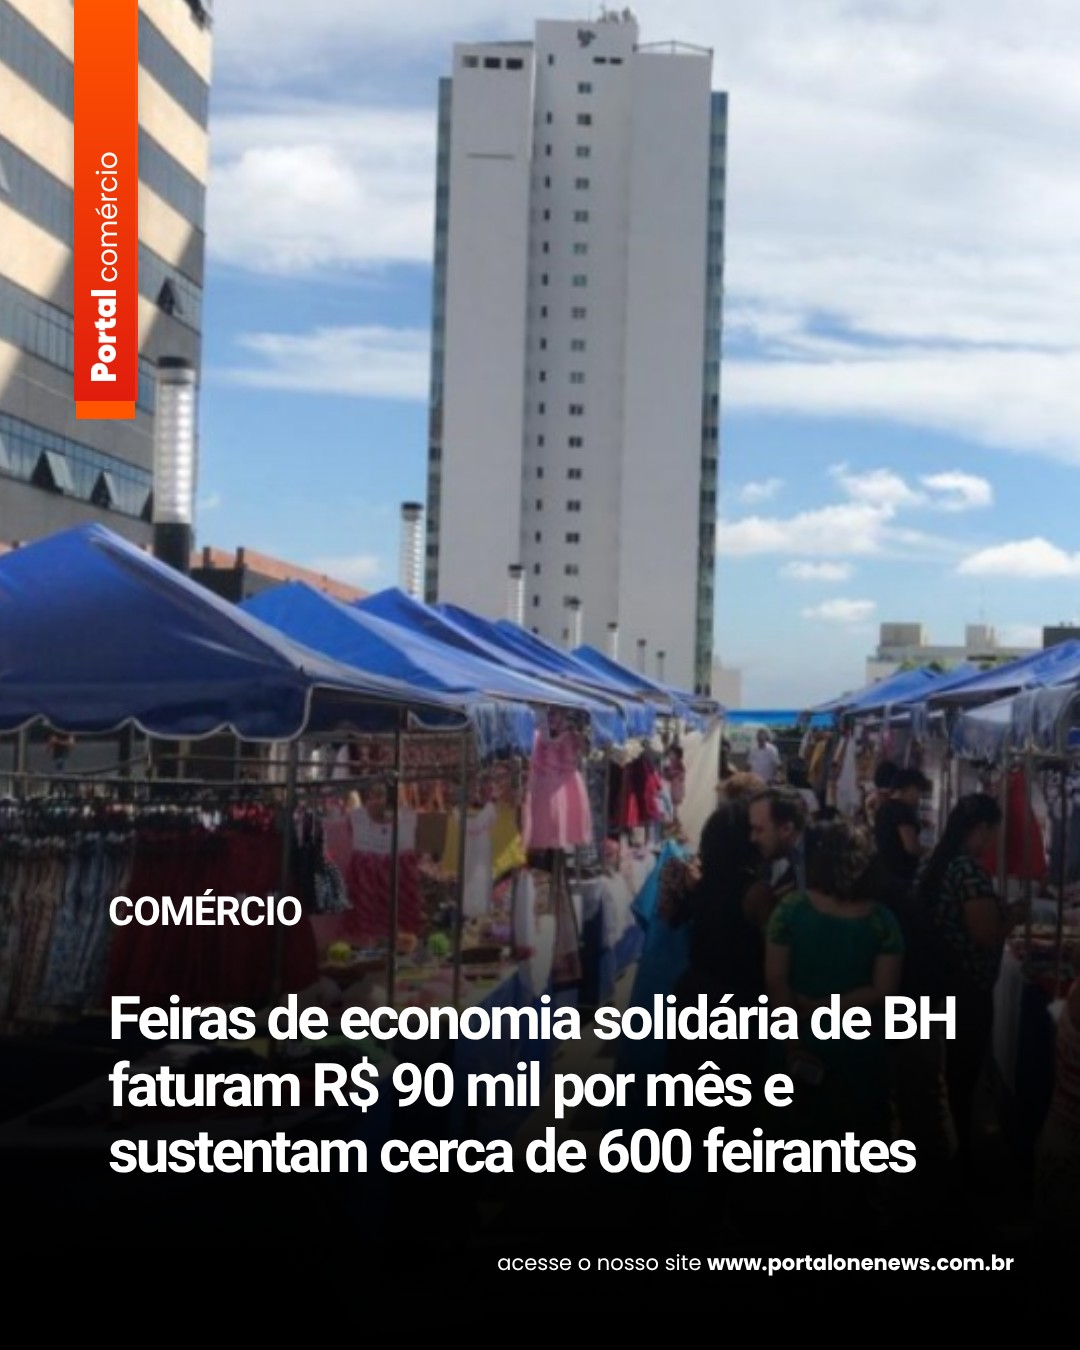 Portal comércio
COMÉRCIO
Feiras de economia solidária de BH
faturam R$ 90 mil por mês e
sustentam cerca de 600 feirantes
acesse o nosso site www.portalonenews.com.br